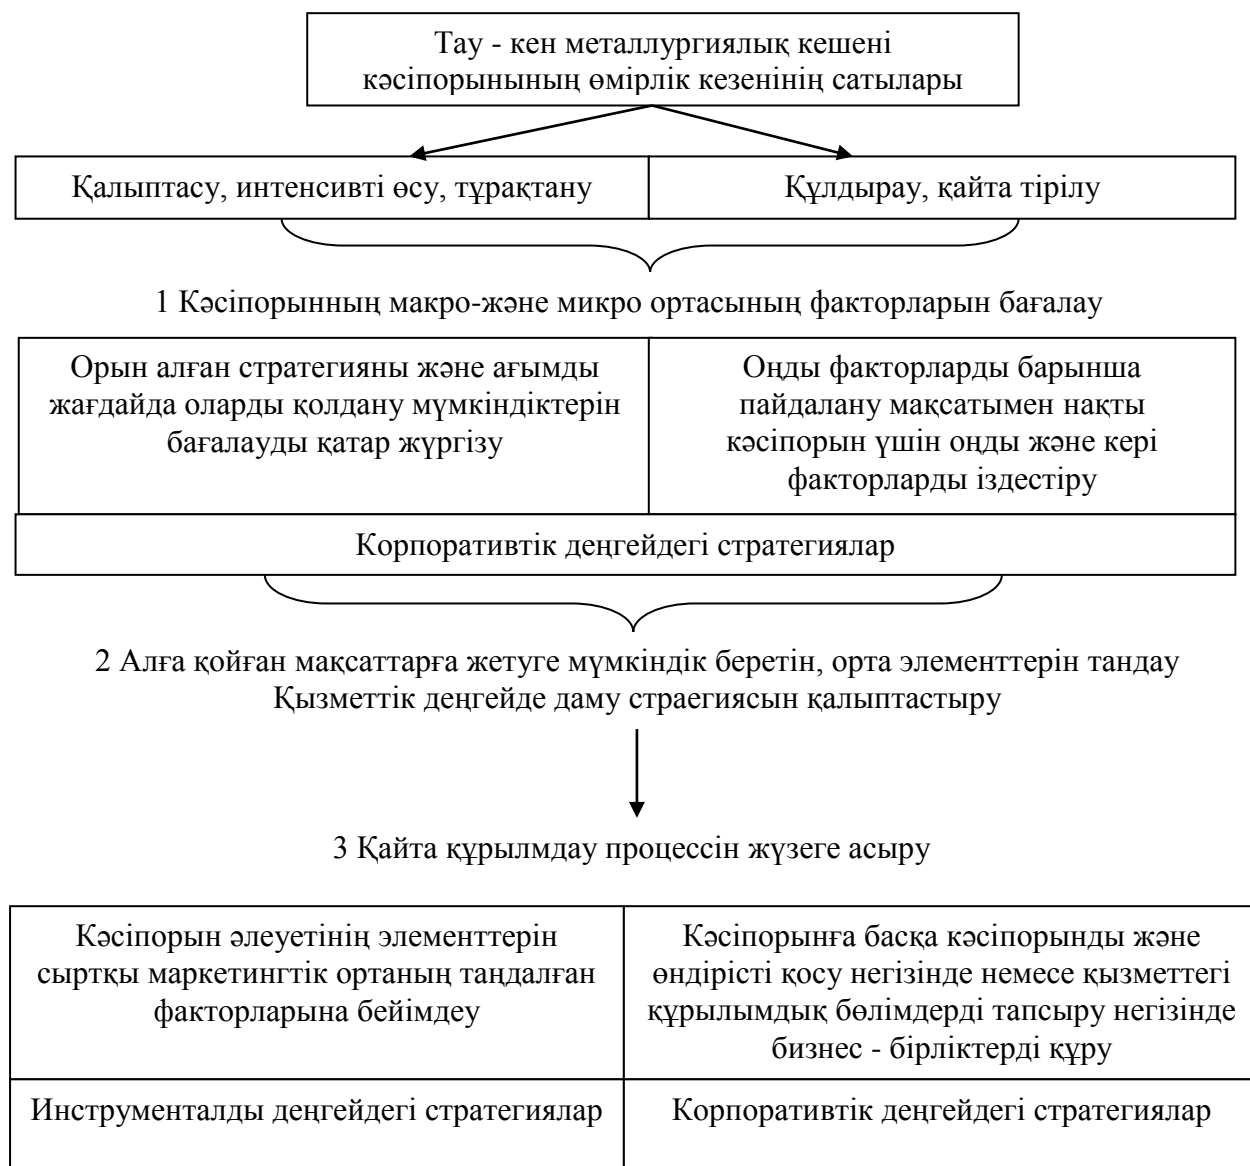 Тау - кен металлургиялық кешені
кәсіпорынының өмірлік кезенінің сатылары
Қалыптасу, интенсивті өсу, тұрақтану
Құлдырау, қайта тірілу
1 Кәсіпорынның макро-және микро ортасының факторларын бағалау
Орын алған стратегияны және ағымды
жағдайда оларды қолдану мүмкіндіктерін
бағалауды қатар жүргізу
Оңды факторларды барынша
пайдалану мақсатымен нақты
кәсіпорын үшін оңды және кері
факторларды іздестіру
Корпоративтік деңгейдегі стратегиялар
2 Алға қойған мақсаттарға жетуге мүмкіндік беретін, орта элементтерін тандау
Қызметтік деңгейде даму страегиясын қалыптастыру
3 Қайта құрылмдау процессін жүзеге асыру
Кәсіпорын әлеуетінің элементтерін
сыртқы маркетингтік ортаның таңдалған
факторларына бейімдеу
Кәсіпорынға басқа кәсіпорынды және
өндірісті қосу негізінде немесе қызметтегі
құрылымдық бөлімдерді тапсыру негізінде
бизнес - бірліктерді құру
Инструменталды деңгейдегі стратегиялар
Корпоративтік деңгейдегі стратегиялар